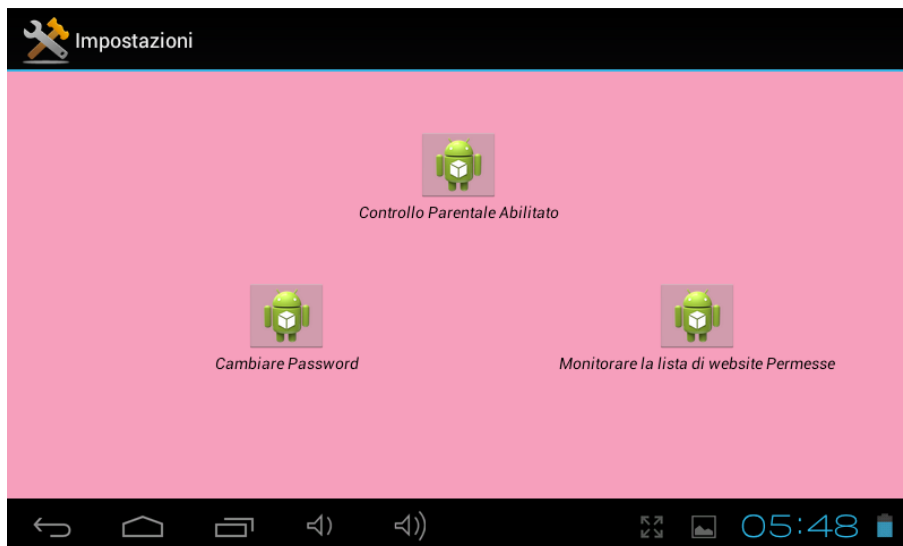 Impostazioni
Controllo Parentale Abilitato
Cambiare Password
Monitorare la lista di website Permesse
05:48